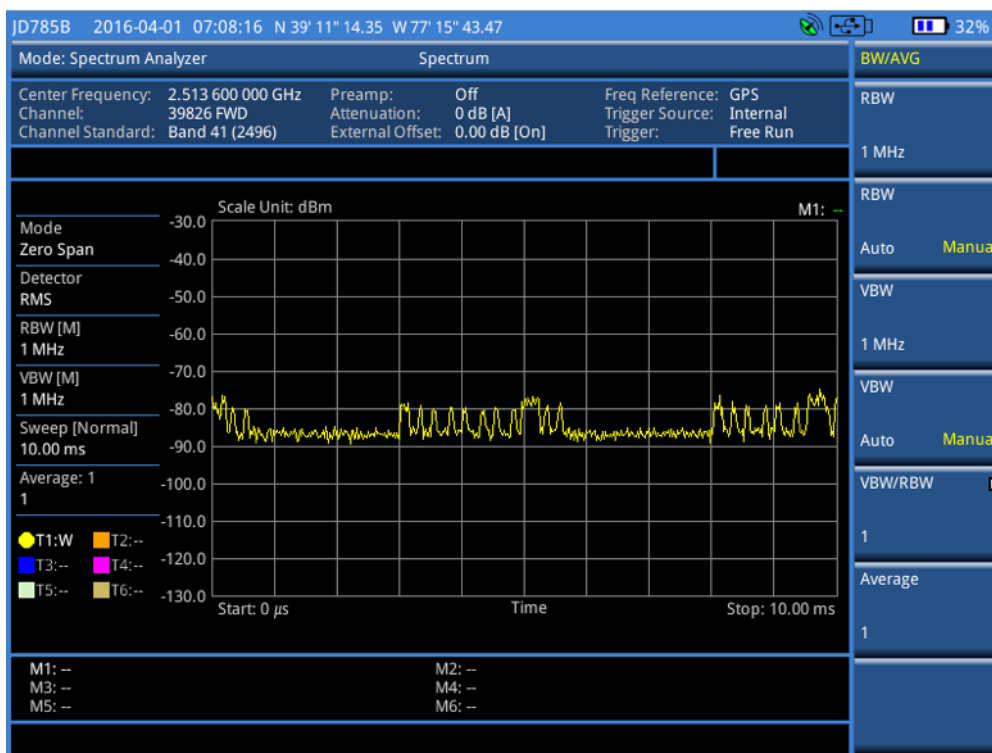 JD785B 2016-04-01 07:08:16 N 39' 11" 14.35 W 77' 15" 43.47 32%
Mode: Spectrum Analyzer Spectrum
BW/AVG
Center Frequency: 2.513 600 000 GHz Preamp: Off Freq Reference: GPS
Channel: 39826 FWD Attenuation: 0 dB [A] Trigger Source: Internal
Channel Standard: Band 41 (2496) External Offset: 0.00 dB [On] Trigger: Free Run
RBW
1 MHz
RBW
Auto Manua
VBW
1 MHz
VBW
Auto Manua
VBW/RBW
1
Average
1
Scale Unit: dBm M1: --
Mode
Zero Span
Detector
RMS
RBW [M]
1 MHz
VBW [M]
1 MHz
Sweep [Normal]
10.00 ms
Average: 1
1
T1:W T2:--
T3:-- T4:--
T5:-- T6:--
-30.0
-40.0
-50.0
-60.0
-70.0
-80.0
-90.0
-100.0
-110.0
-120.0
-130.0
Start: 0 μs Time Stop: 10.00 ms
M1: -- M2: --
M3: -- M4: --
M5: -- M6: --